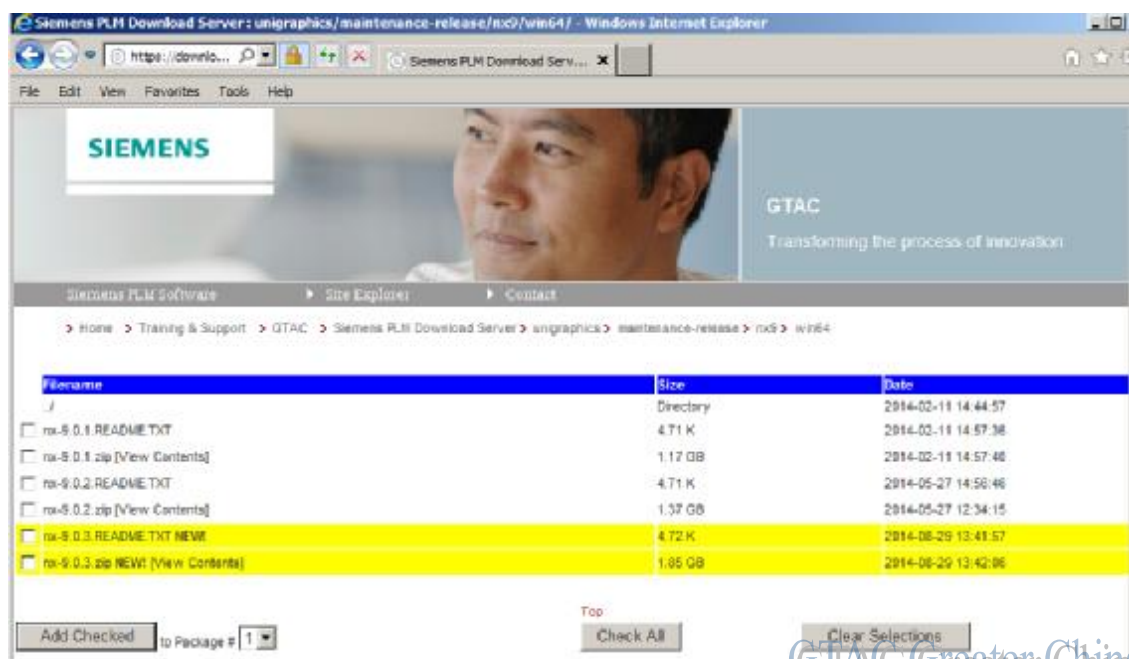 Siemens PLM Download Server : unigraphics/maintenance-release/nx9/win64/ - Windows Internet Explorer
https://downlo... Siemens PLM Download Serv...
File Edit View Favorites Tools Help
SIEMENS
GTAC
Transforming the process of innovation
Siemens PLM Software Site Explorer Contact
> Home > Training & Support > GTAC > Siemens PLM Download Server > unigraphics > maintenance-release > nx9 > win64
Filename Size Date
../ Directory 2014-02-11 14:44:57
nx-9.0.1.README.TXT 4.71 K 2014-02-11 14:57:36
nx-9.0.1.zip [View Contents] 1.17 GB 2014-02-11 14:57:46
nx-9.0.2.README.TXT 4.71 K 2014-05-27 14:56:46
nx-9.0.2.zip [View Contents] 1.37 GB 2014-05-27 12:34:15
nx-9.0.3.README.TXT NEW! 4.72 K 2014-08-29 13:41:57
nx-9.0.3.zip NEW! [View Contents] 1.85 GB 2014-08-29 13:42:06
Top
Add Checked to Package # 1 Check All Clear Selections
GTAC Greater China